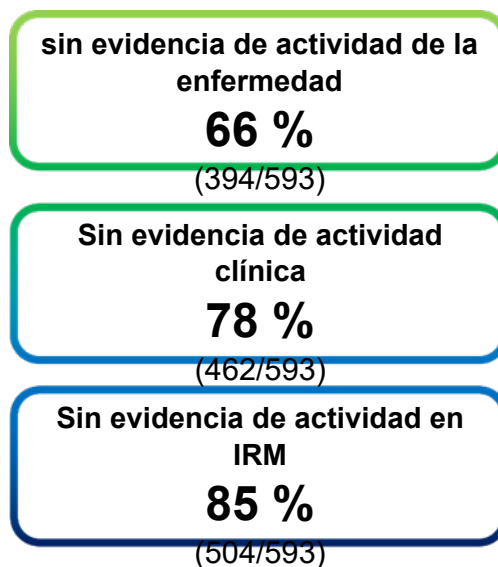 sin evidencia de actividad de la
enfermedad
66 %
(394/593)
Sin evidencia de actividad
clínica
78 %
(462/593)
Sin evidencia de actividad en
IRM
85 %
(504/593)